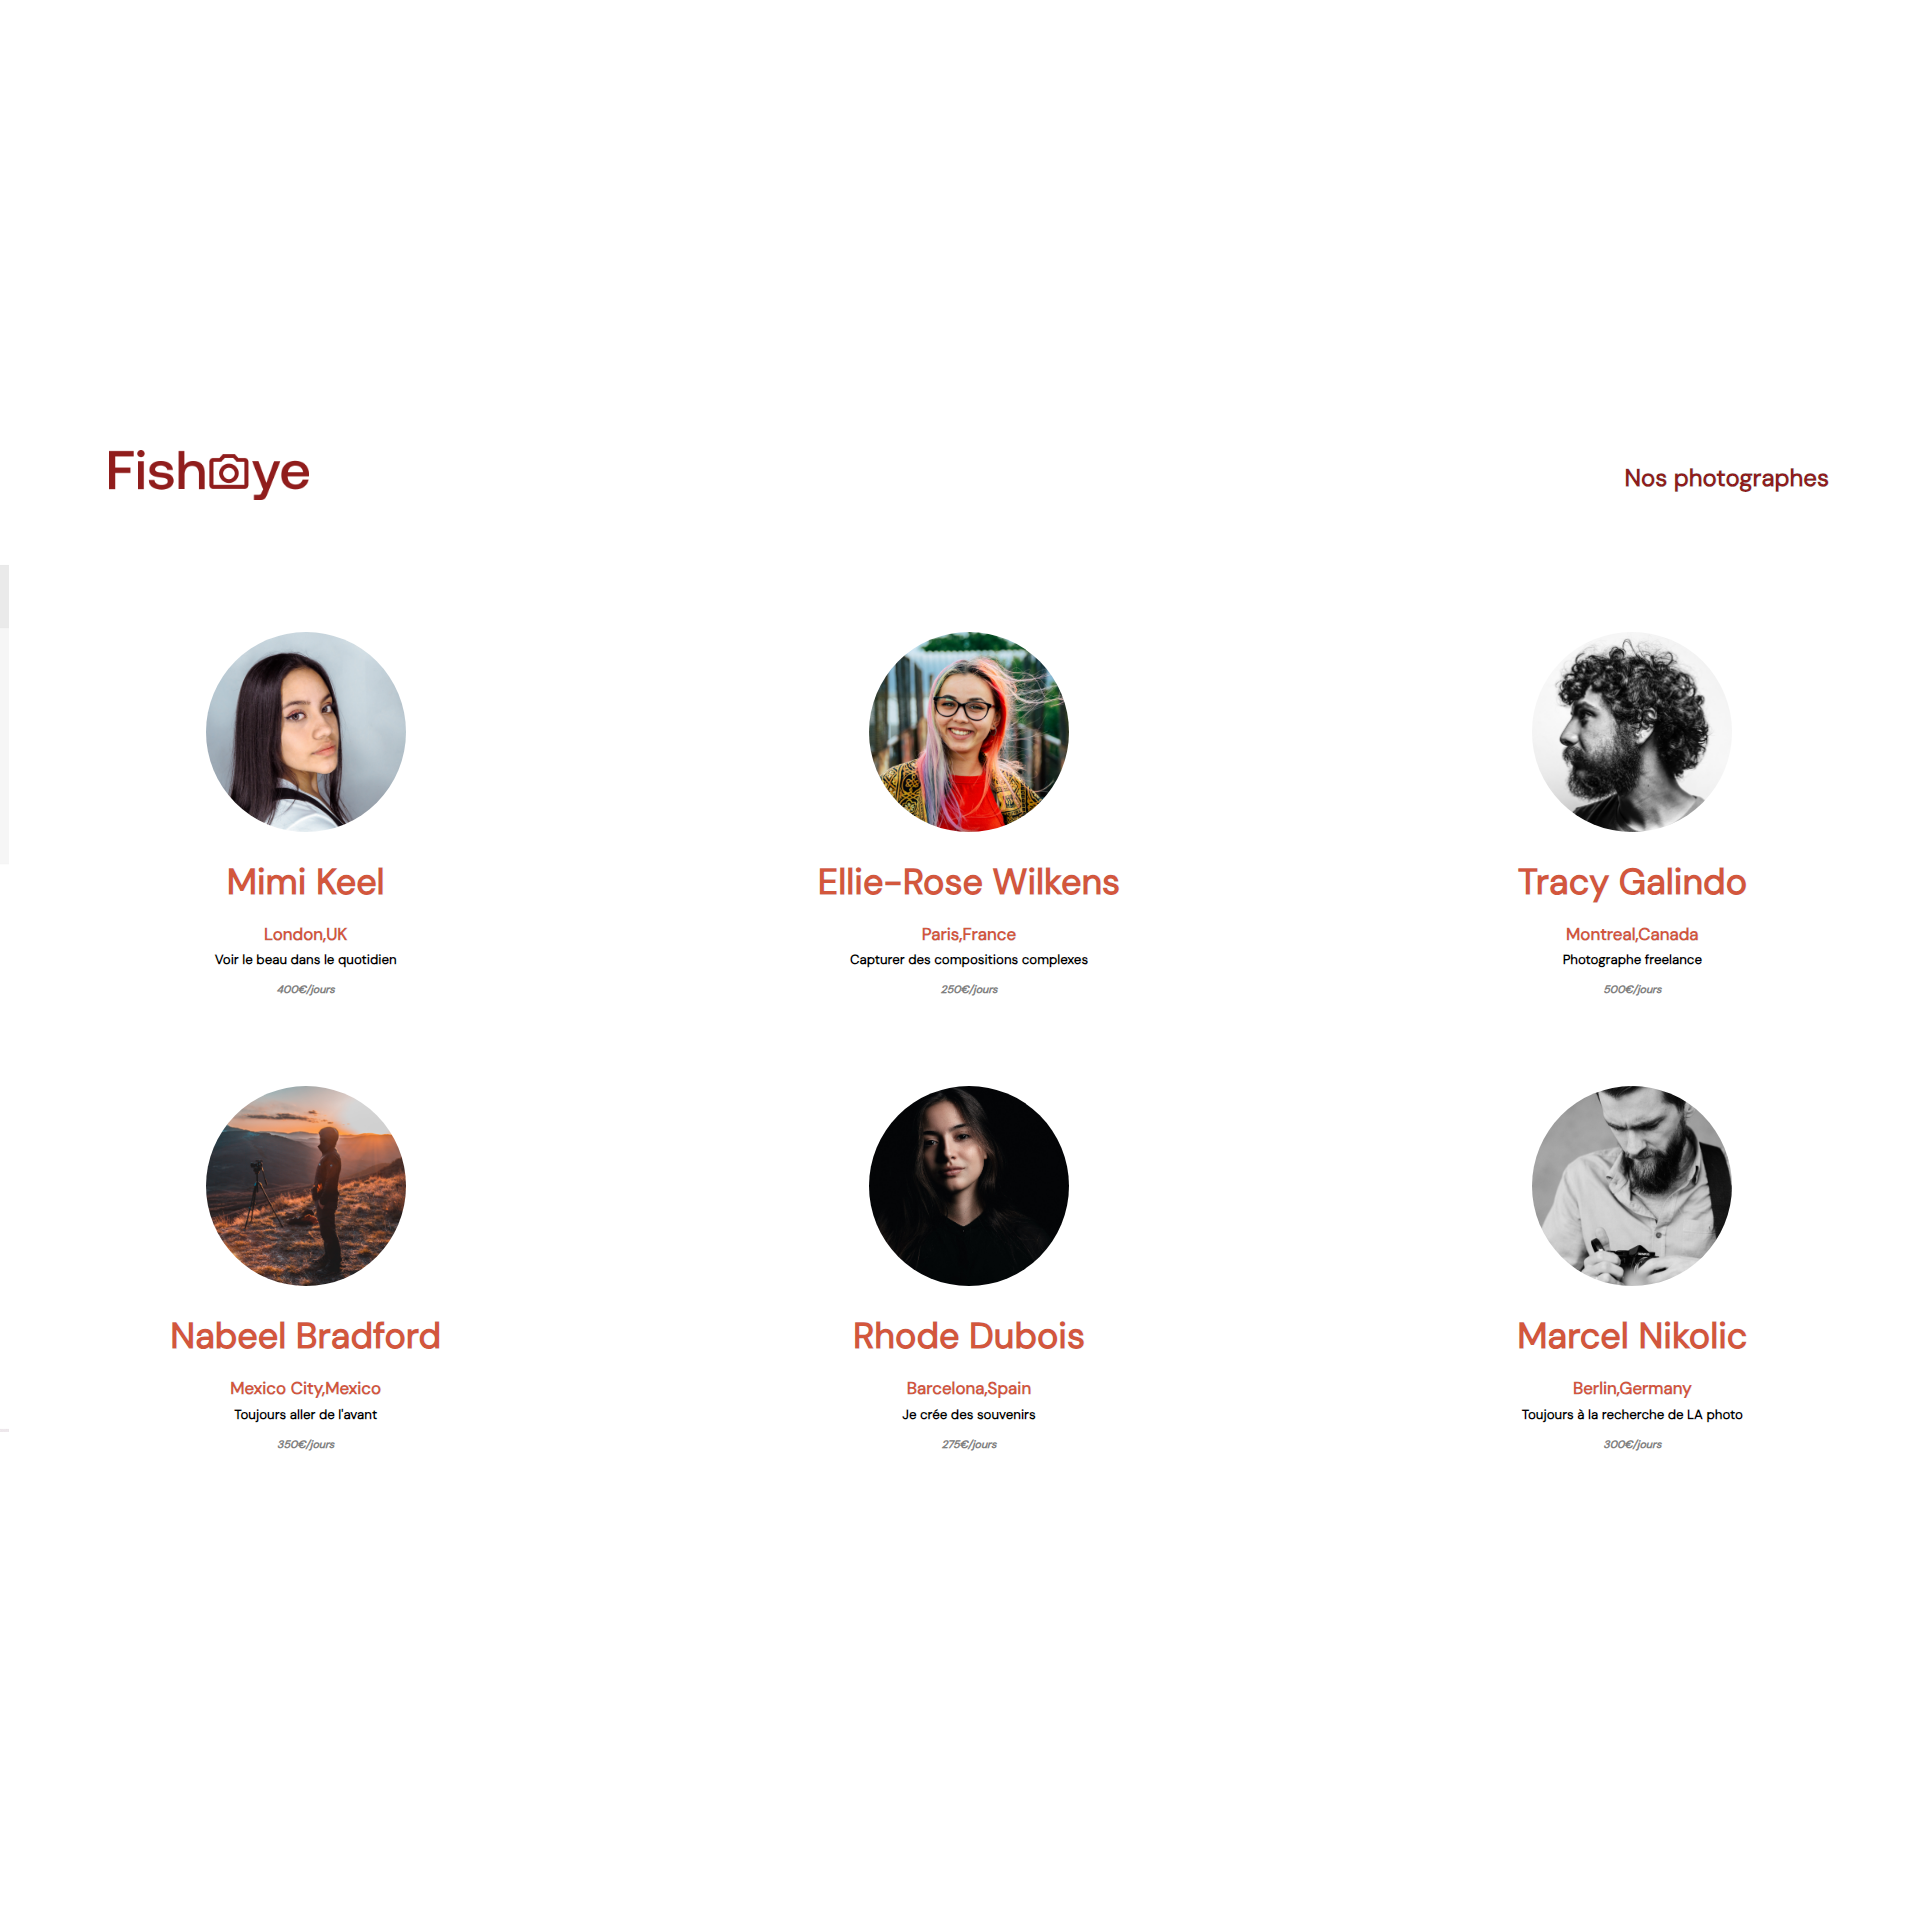 Fisheye
Nos photographes
Mimi Keel
London,UK
Voir le beau dans le quotidien
400€/jours
Ellie-Rose Wilkens
Paris,France
Capturer des compositions complexes
250€/jours
Tracy Galindo
Montreal,Canada
Photographe freelance
500€/jours
Nabeel Bradford
Mexico City,Mexico
Toujours aller de l'avant
350€/jours
Rhode Dubois
Barcelona,Spain
Je crée des souvenirs
275€/jours
Marcel Nikolic
Berlin,Germany
Toujours à la recherche de LA photo
300€/jours